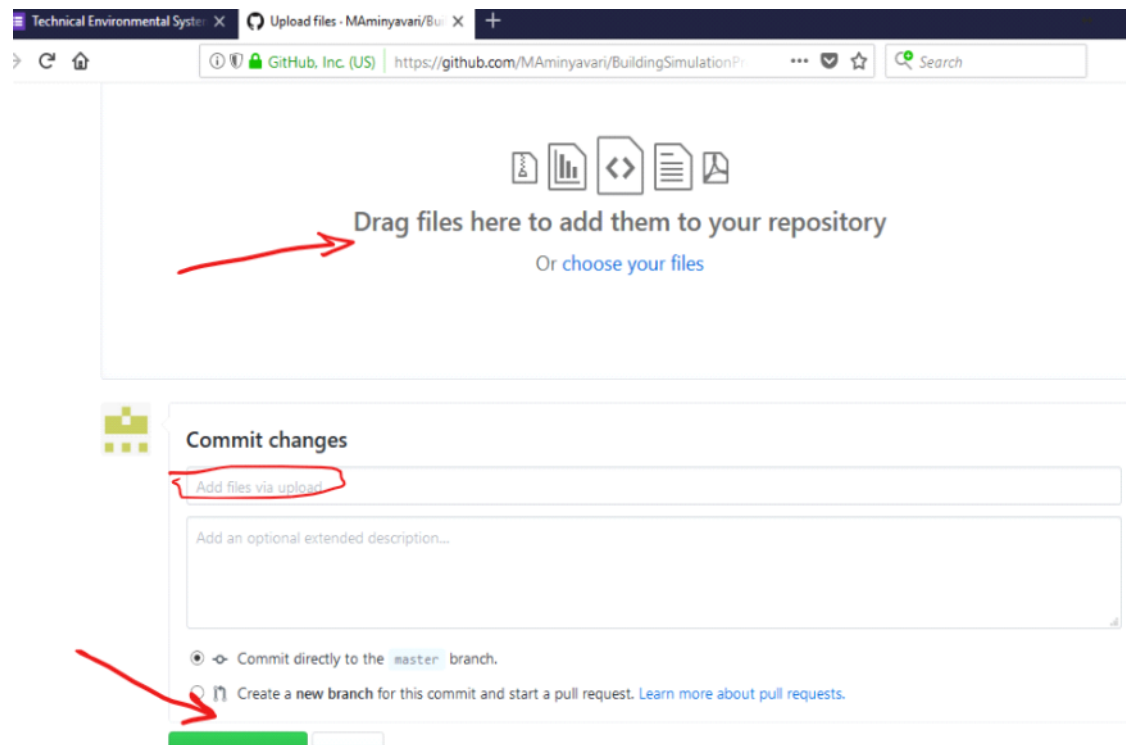 Technical Environmental Syster
Upload files · MAminyavari/Bui
GitHub, Inc. (US)
https://github.com/MAminyavari/BuildingSimulationPr
Search
Drag files here to add them to your repository
Or choose your files
Commit changes
Add files via upload
Add an optional extended description...
Commit directly to the master branch.
Create a new branch for this commit and start a pull request. Learn more about pull requests.